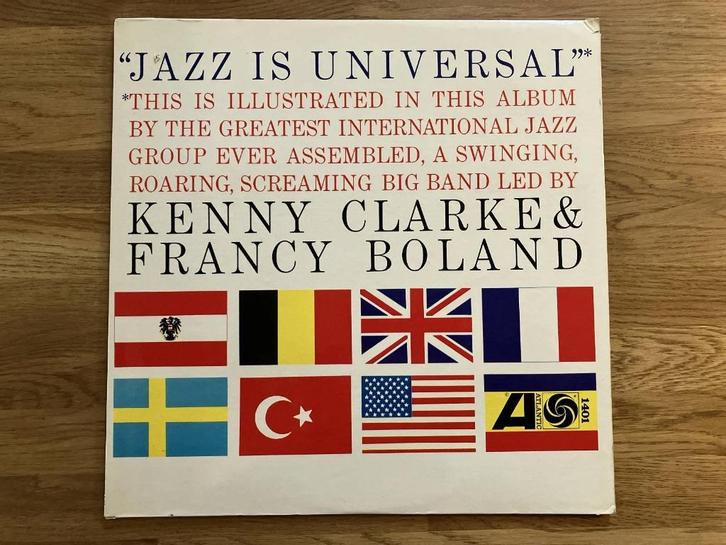 “JAZZ IS UNIVERSAL”*
*THIS IS ILLUSTRATED IN THIS ALBUM
BY THE GREATEST INTERNATIONAL JAZZ
GROUP EVER ASSEMBLED, A SWINGING,
ROARING, SCREAMING BIG BAND LED BY
KENNY CLARKE &
FRANCY BOLAND
A
ATLANTIC
1401